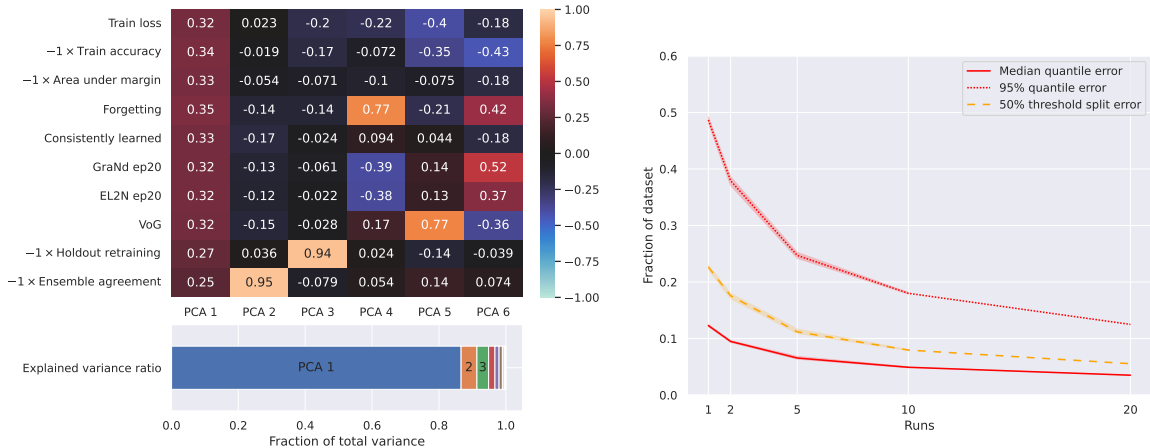 Train loss 0.32 0.023 -0.2 -0.22 -0.4 -0.18
−1 × Train accuracy 0.34 -0.019 -0.17 -0.072 -0.35 -0.43
−1 × Area under margin 0.33 -0.054 -0.071 -0.1 -0.075 -0.18
Forgetting 0.35 -0.14 -0.14 0.77 -0.21 0.42
Consistently learned 0.33 -0.17 -0.024 0.094 0.044 -0.18
GraNd ep20 0.32 -0.13 -0.061 -0.39 0.14 0.52
EL2N ep20 0.32 -0.12 -0.022 -0.38 0.13 0.37
VoG 0.32 -0.15 -0.028 0.17 0.77 -0.36
−1 × Holdout retraining 0.27 0.036 0.94 0.024 -0.14 -0.039
−1 × Ensemble agreement 0.25 0.95 -0.079 0.054 0.14 0.074
PCA 1 PCA 2 PCA 3 PCA 4 PCA 5 PCA 6
1.00
0.75
0.50
0.25
0.00
−0.25
−0.50
−0.75
−1.00
Explained variance ratio PCA 1 2 3
0.0 0.2 0.4 0.6 0.8 1.0
Fraction of total variance
Median quantile error
95% quantile error
50% threshold split error
0.6
0.5
0.4
0.3
0.2
0.1
0.0
Fraction of dataset
1 2 5 10 20
Runs